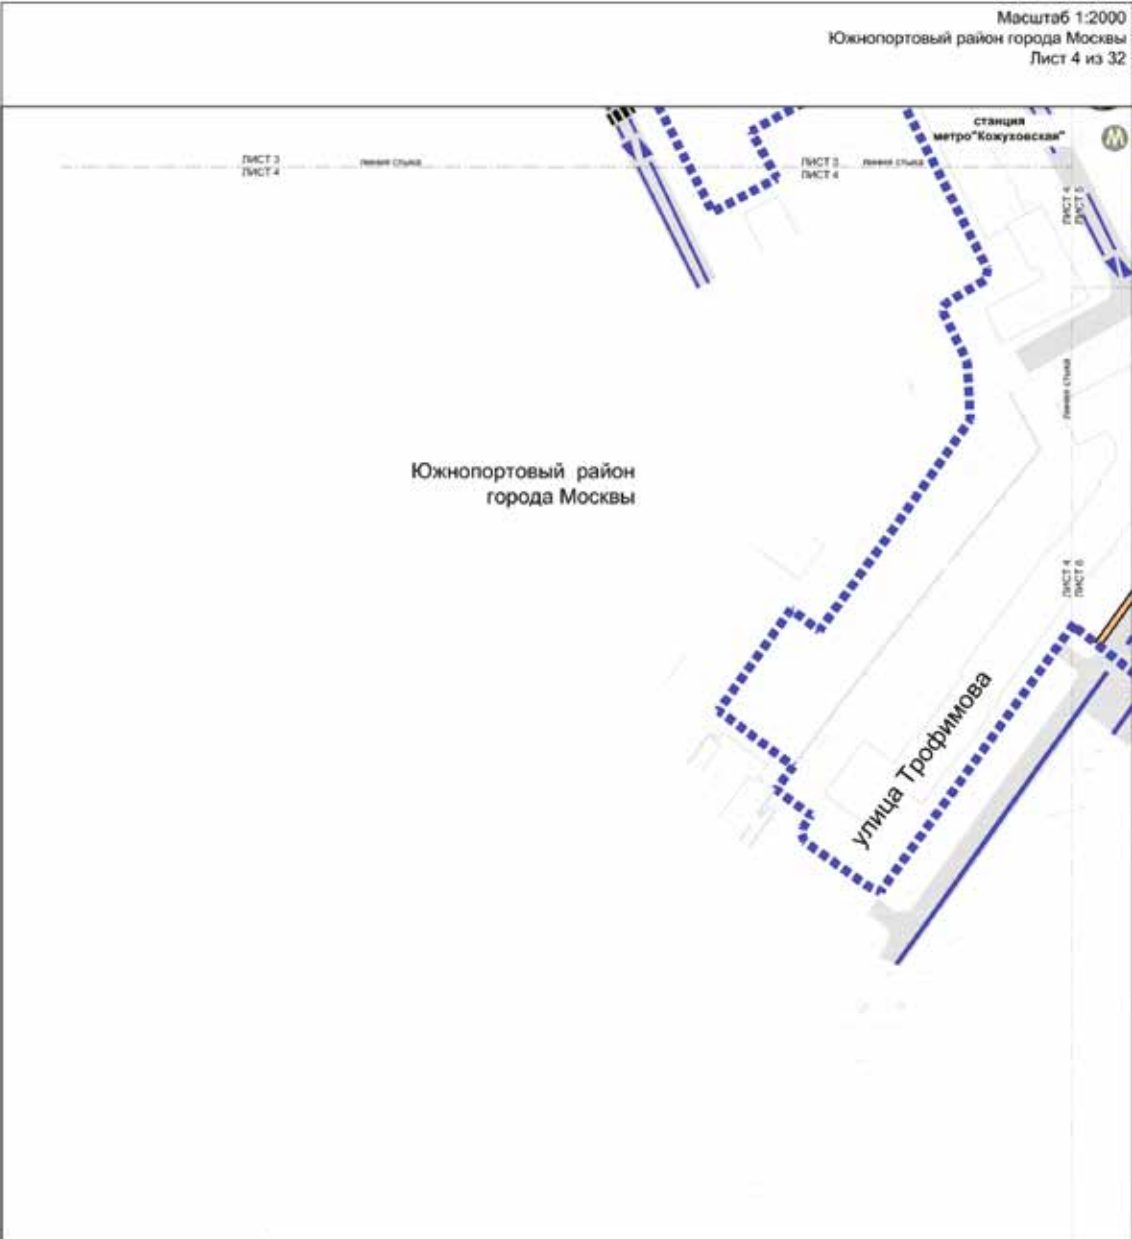 Масштаб 1:2000
Южнопортовый район города Москвы
Лист 4 из 32
станция
метро"Кожуховская"
М
ЛИСТ 3
ЛИСТ 4
линия стыка
ЛИСТ 3
ЛИСТ 4
линия стыка
ЛИСТ 4
ЛИСТ 5
линия стыка
Южнопортовый район
города Москвы
ЛИСТ 4
ЛИСТ 6
улица Трофимова